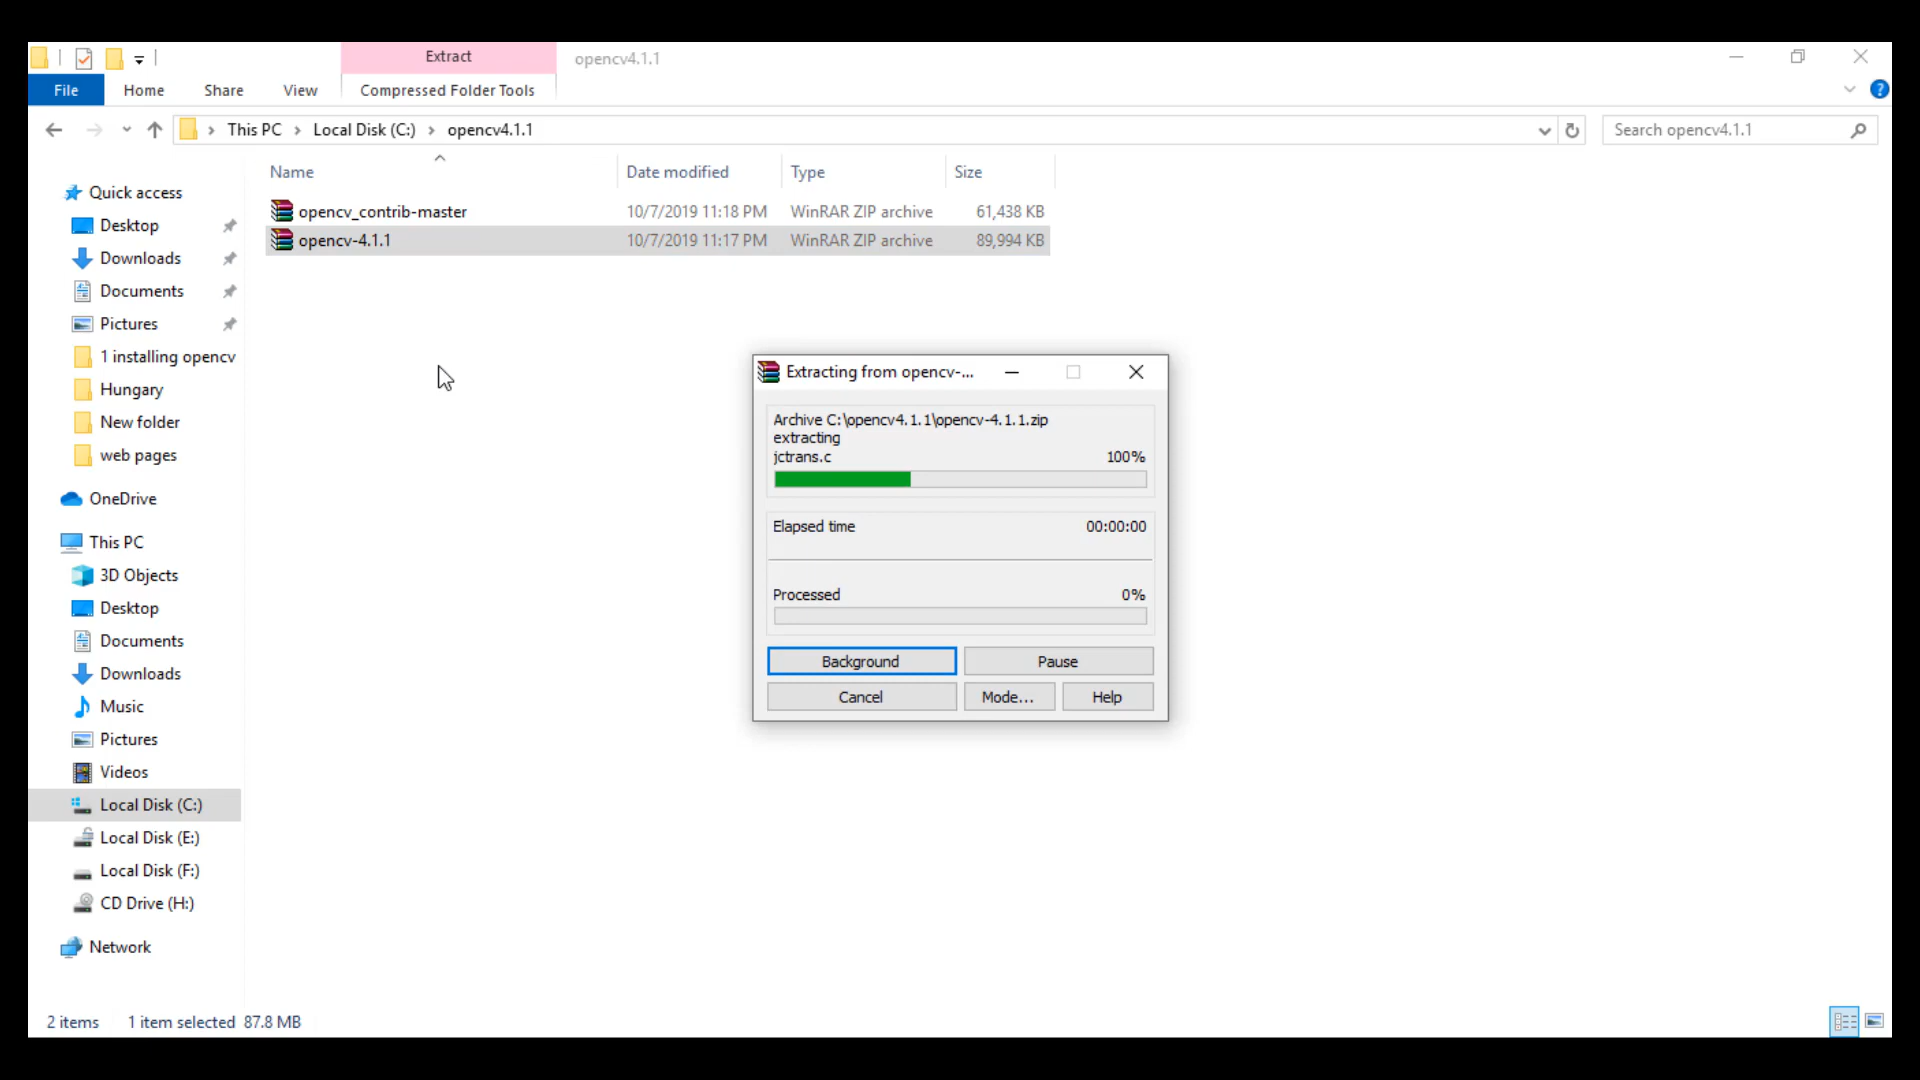 Extract
opencv4.1.1
File
Home
Share
View
Compressed Folder Tools
This PC
Local Disk (C:)
opencv4.1.1
Search opencv4.1.1
Name
Date modified
Type
Size
opencv_contrib-master
10/7/2019 11:18 PM
WinRAR ZIP archive
61,438 KB
opencv-4.1.1
10/7/2019 11:17 PM
WinRAR ZIP archive
89,994 KB
Quick access
Desktop
Downloads
Documents
Pictures
1 installing opencv
Hungary
New folder
web pages
OneDrive
This PC
3D Objects
Desktop
Documents
Downloads
Music
Pictures
Videos
Local Disk (C:)
Local Disk (E:)
Local Disk (F:)
CD Drive (H:)
Network
Extracting from opencv-...
Archive C:\opencv4.1.1\opencv-4.1.1.zip
extracting
jctrans.c
100%
Elapsed time
00:00:00
Processed
0%
Background
Pause
Cancel
Mode...
Help
2 items
1 item selected
87.8 MB